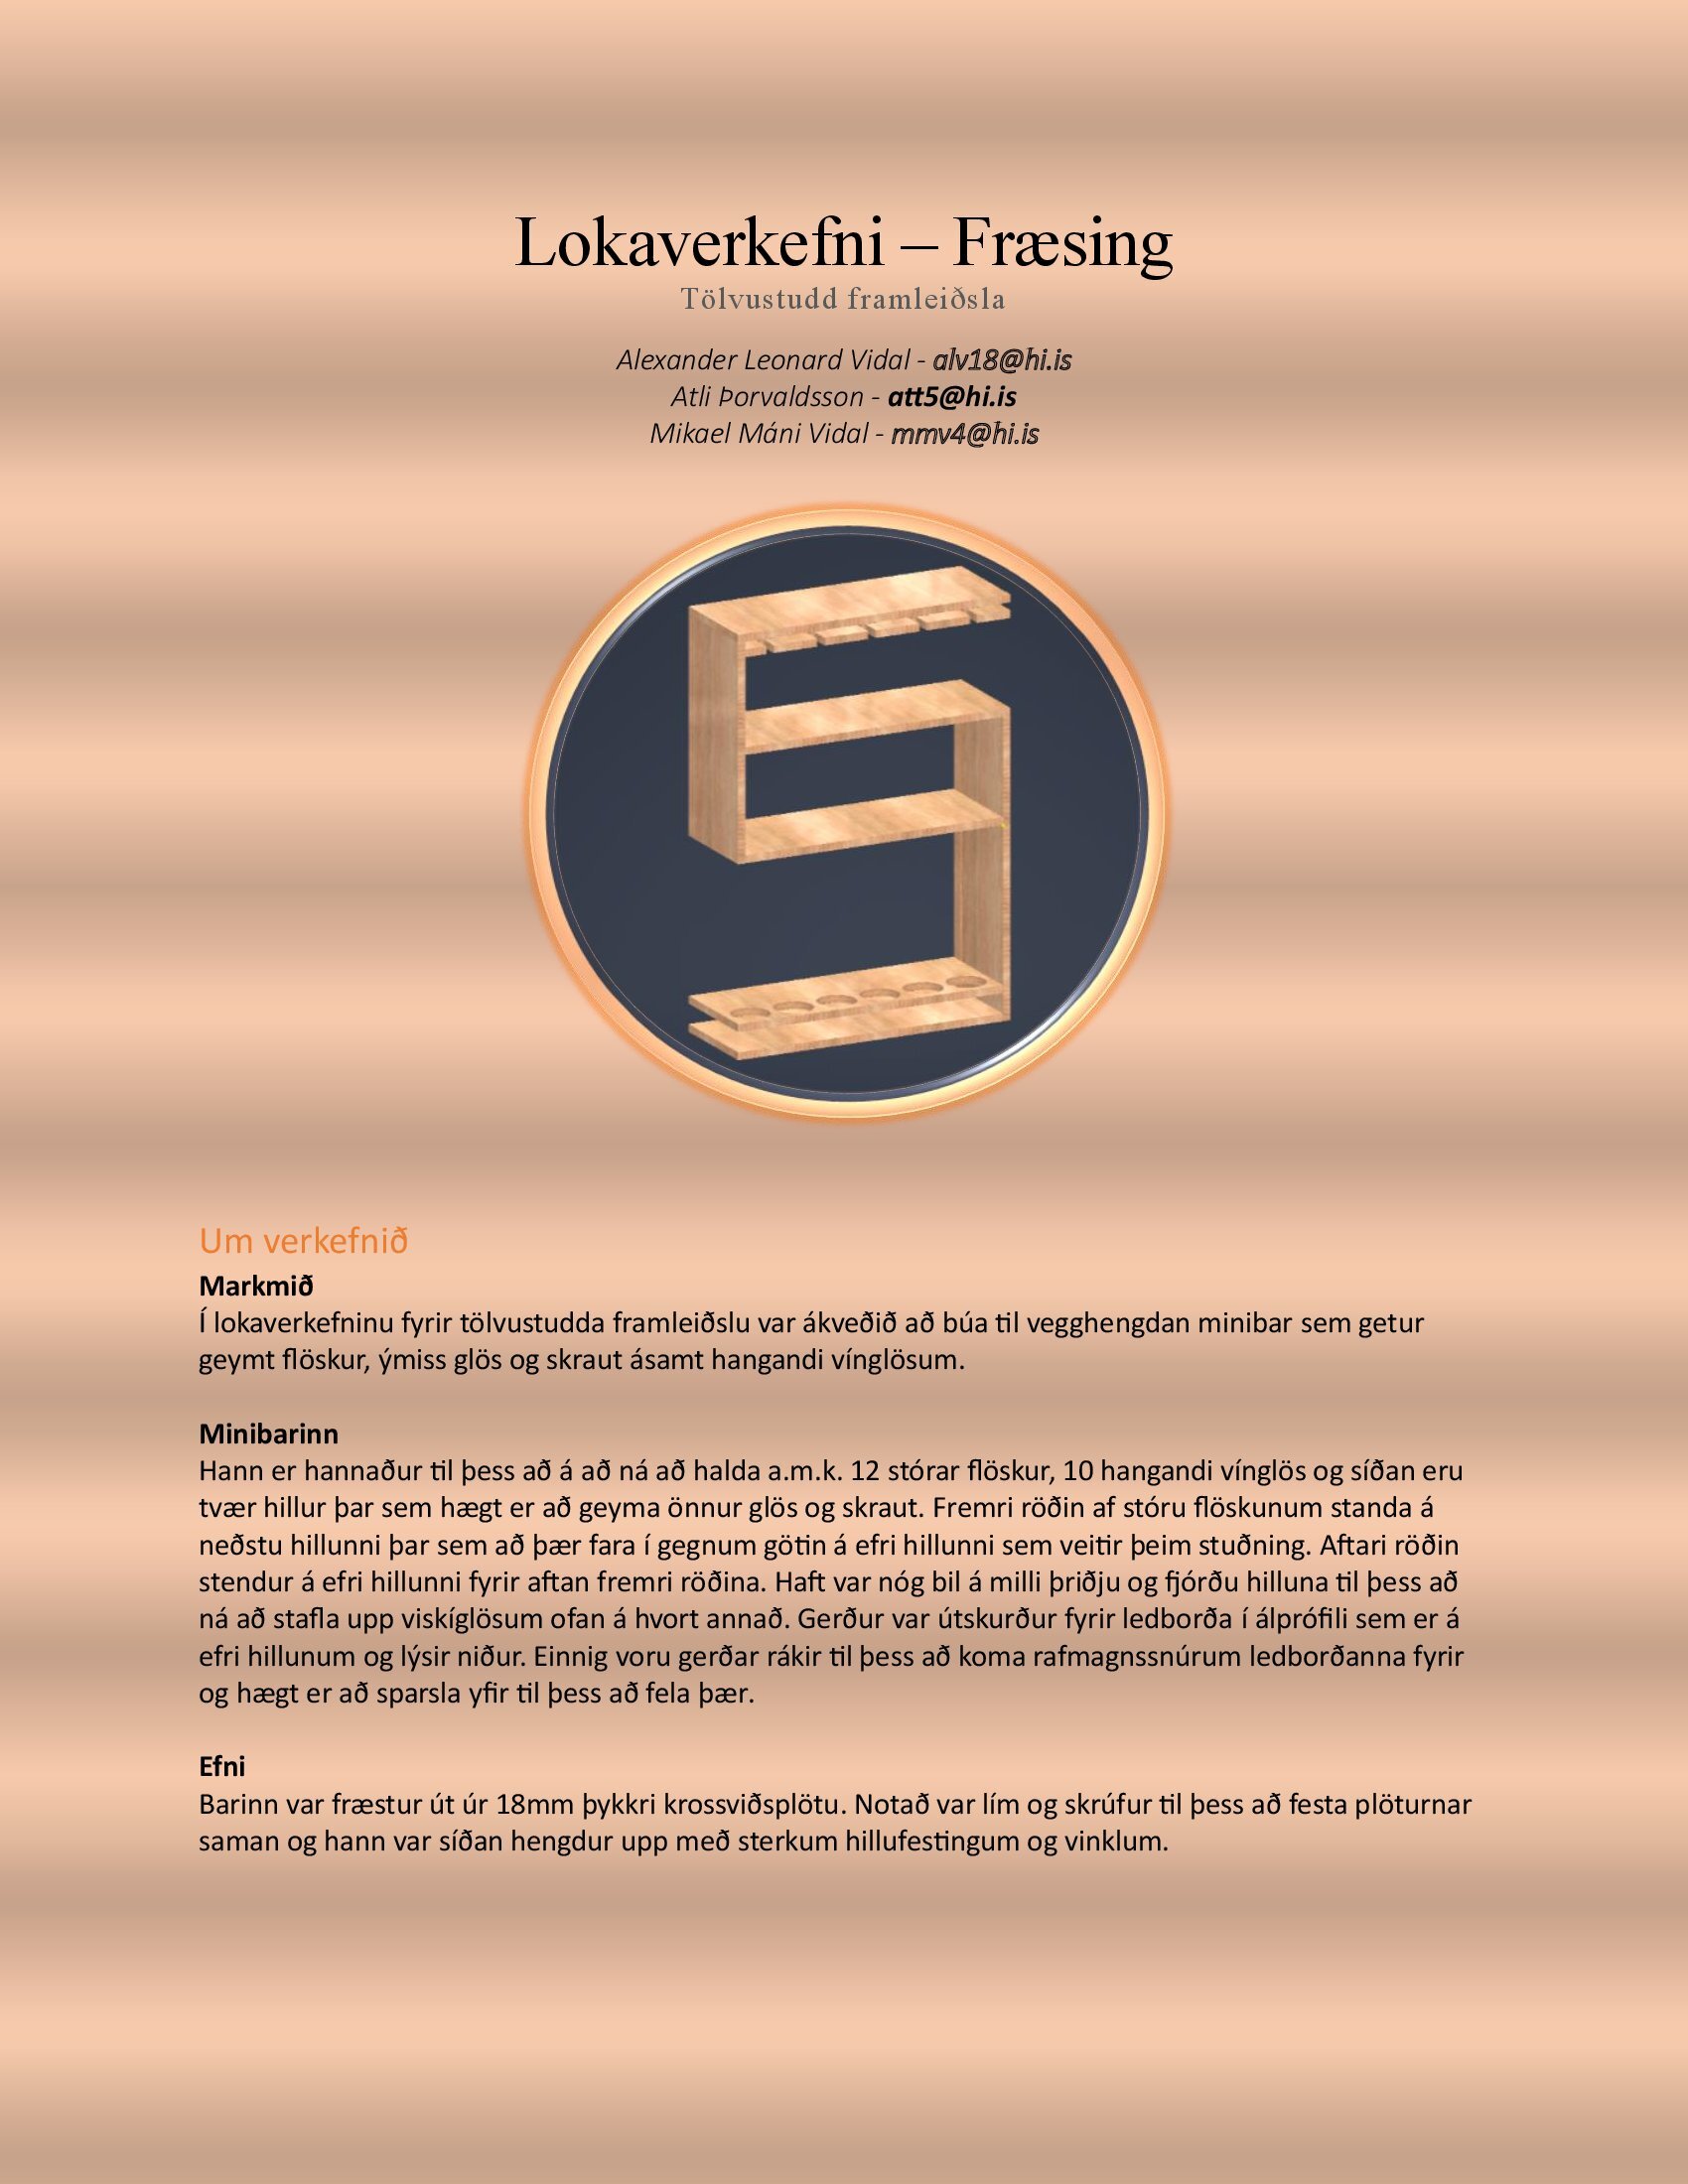 Lokaverkefni – Fræsing
Tölvustudd framleiðsla
Alexander Leonard Vidal - alv18@hi.is
Atli Þorvaldsson - att5@hi.is
Mikael Máni Vidal - mmv4@hi.is
Um verkefnið
Markmið
Í lokaverkefninu fyrir tölvustudda framleiðslu var ákveðið að búa til vegghengdan minibar sem getur
geymt flöskur, ýmiss glös og skraut ásamt hangandi vínglösum.
Minibarinn
Hann er hannaður til þess að á að ná að halda a.m.k. 12 stórar flöskur, 10 hangandi vínglös og síðan eru
tvær hillur þar sem hægt er að geyma önnur glös og skraut. Fremri röðin af stóru flöskunum standa á
neðstu hillunni þar sem að þær fara í gegnum götin á efri hillunni sem veitir þeim stuðning. Aftari röðin
stendur á efri hillunni fyrir aftan fremri röðina. Haft var nóg bil á milli þriðju og fjórðu hilluna til þess að
ná að stafla upp viskíglösum ofan á hvort annað. Gerður var útskurður fyrir ledborða í álprófíli sem er á
efri hillunum og lýsir niður. Einnig voru gerðar rákir til þess að koma rafmagnssnúrum ledborðanna fyrir
og hægt er að sparsla yfir til þess að fela þær.
Efni
Barinn var fræstur út úr 18mm þykkri krossviðsplötu. Notað var lím og skrúfur til þess að festa plöturnar
saman og hann var síðan hengdur upp með sterkum hillufestingum og vinklum.